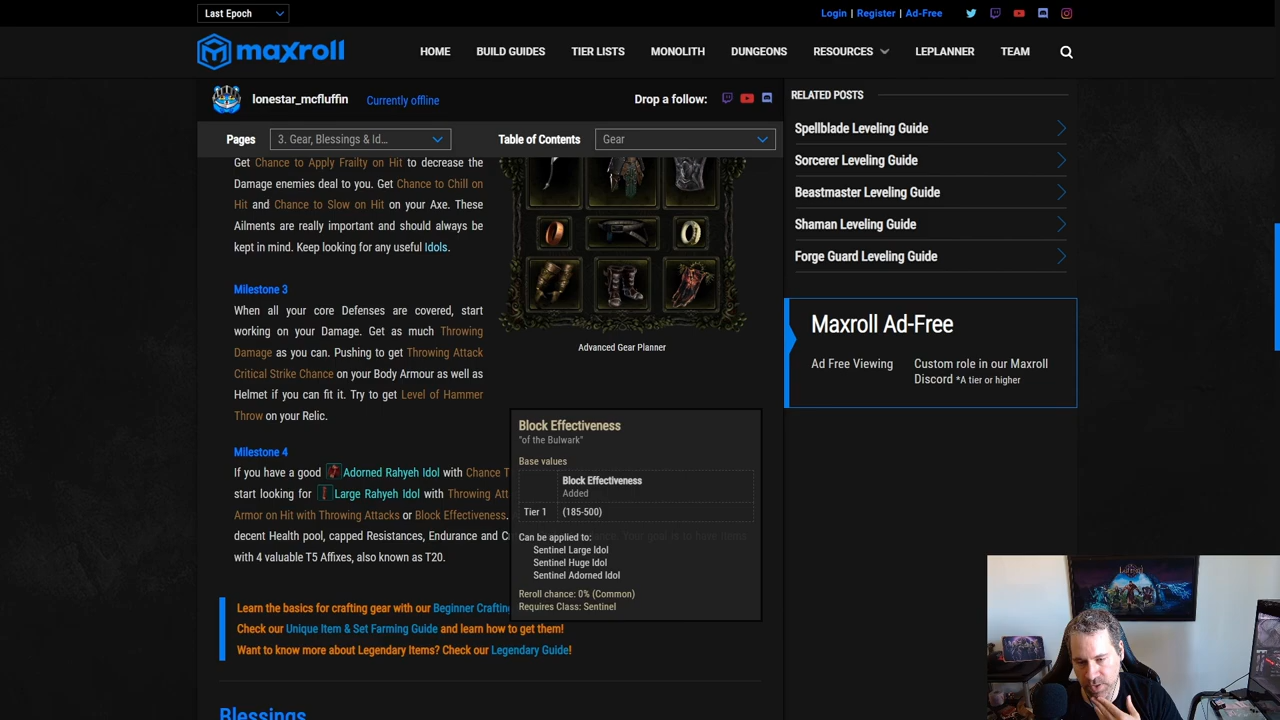 Last Epoch
Login | Register | Ad-Free
maxroll
HOME BUILD GUIDES TIER LISTS MONOLITH DUNGEONS RESOURCES LEPLANNER TEAM
lonestar_mcfluffin Currently offline
Drop a follow:
Pages 3. Gear, Blessings & Id... Table of Contents Gear
Get Chance to Apply Frailty on Hit to decrease the
Damage enemies deal to you. Get Chance to Chill on
Hit and Chance to Slow on Hit on your Axe. These
Ailments are really important and should always be
kept in mind. Keep looking for any useful Idols.
Milestone 3
When all your core Defenses are covered, start
working on your Damage. Get as much Throwing
Damage as you can. Pushing to get Throwing Attack
Critical Strike Chance on your Body Armour as well as
Helmet if you can fit it. Try to get Level of Hammer
Throw on your Relic.
Advanced Gear Planner
Milestone 4
If you have a good Adorned Rahyeh Idol with Chance T
start looking for Large Rahyeh Idol with Throwing Att
Armor on Hit with Throwing Attacks or Block Effectiveness.
decent Health pool, capped Resistances, Endurance and Cr
with 4 valuable T5 Affixes, also known as T20.
Block Effectiveness
"of the Bulwark"
Base values
Block Effectiveness
Added
Tier 1 (185-500)
Can be applied to:
Sentinel Large Idol
Sentinel Huge Idol
Sentinel Adorned Idol
Reroll chance: 0% (Common)
Requires Class: Sentinel
Learn the basics for crafting gear with our Beginner Craftin
Check our Unique Item & Set Farming Guide and learn how to get them!
Want to know more about Legendary Items? Check our Legendary Guide!
Blessings
RELATED POSTS
Spellblade Leveling Guide
Sorcerer Leveling Guide
Beastmaster Leveling Guide
Shaman Leveling Guide
Forge Guard Leveling Guide
Maxroll Ad-Free
Ad Free Viewing
Custom role in our Maxroll
Discord *A tier or higher